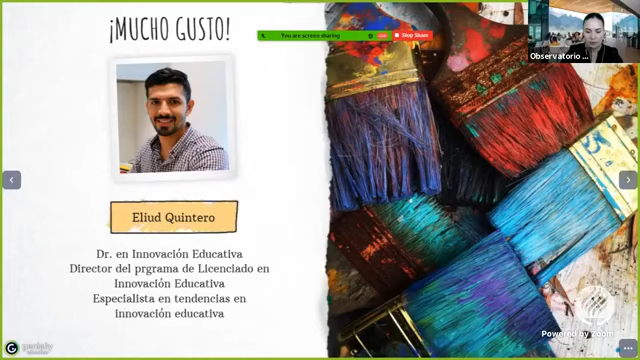 ¡MUCHO GUSTO!
You are screen sharing
Stop Share
Observatorio ...
Eliud Quintero
Dr. en Innovación Educativa
Director del prgrama de Licenciado en
Innovación Educativa
Especialista en tendencias en
innovación educativa
genially
Powered by Zoom